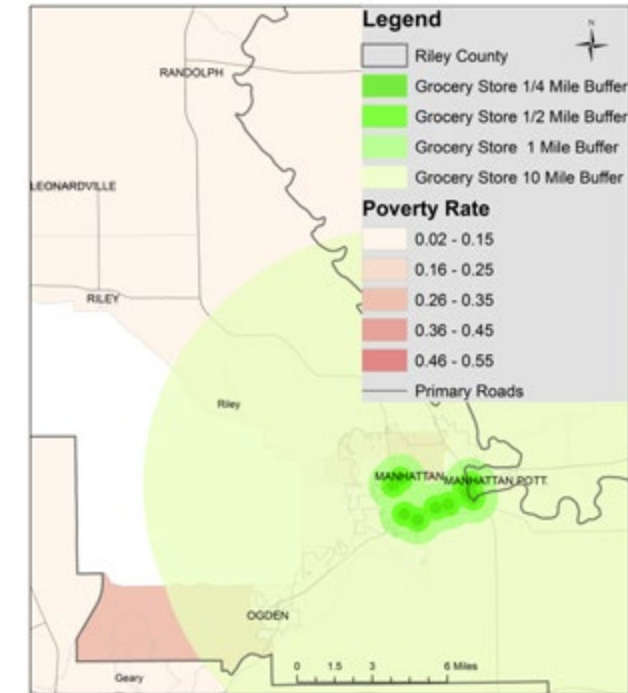 Legend
N
Riley County
Grocery Store 1/4 Mile Buffer
Grocery Store 1/2 Mile Buffer
Grocery Store 1 Mile Buffer
Grocery Store 10 Mile Buffer
Poverty Rate
0.02 - 0.15
0.16 - 0.25
0.26 - 0.35
0.36 - 0.45
0.46 - 0.55
Primary Roads
RANDOLPH
LEONARDVILLE
RILEY
Riley
MANHATTAN
MANHATTAN POTT.
OGDEN
Geary
0 1.5 3 6 Miles